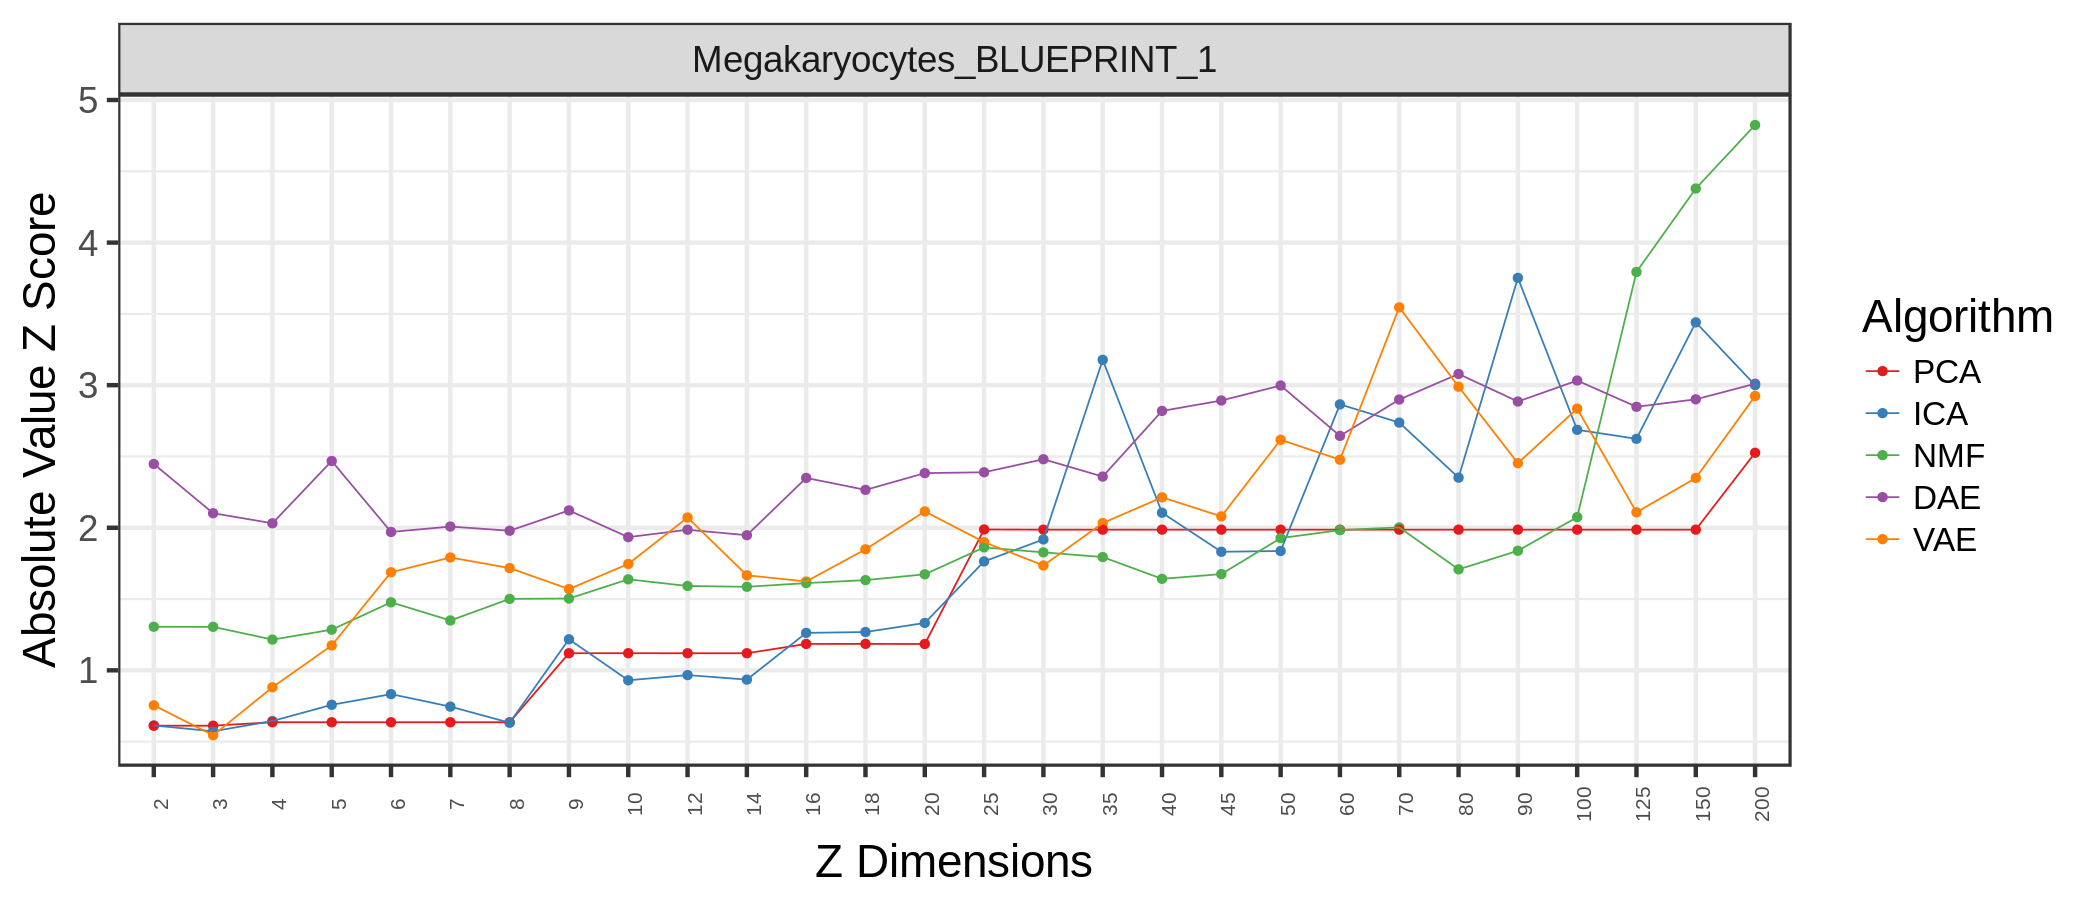 Megakaryocytes_BLUEPRINT_1
Absolute Value Z Score
5
4
3
2
1
2 3 4 5 6 7 8 9 10 12 14 16 18 20 25 30 35 40 45 50 60 70 80 90 100 125 150 200
Z Dimensions
Algorithm
PCA
ICA
NMF
DAE
VAE